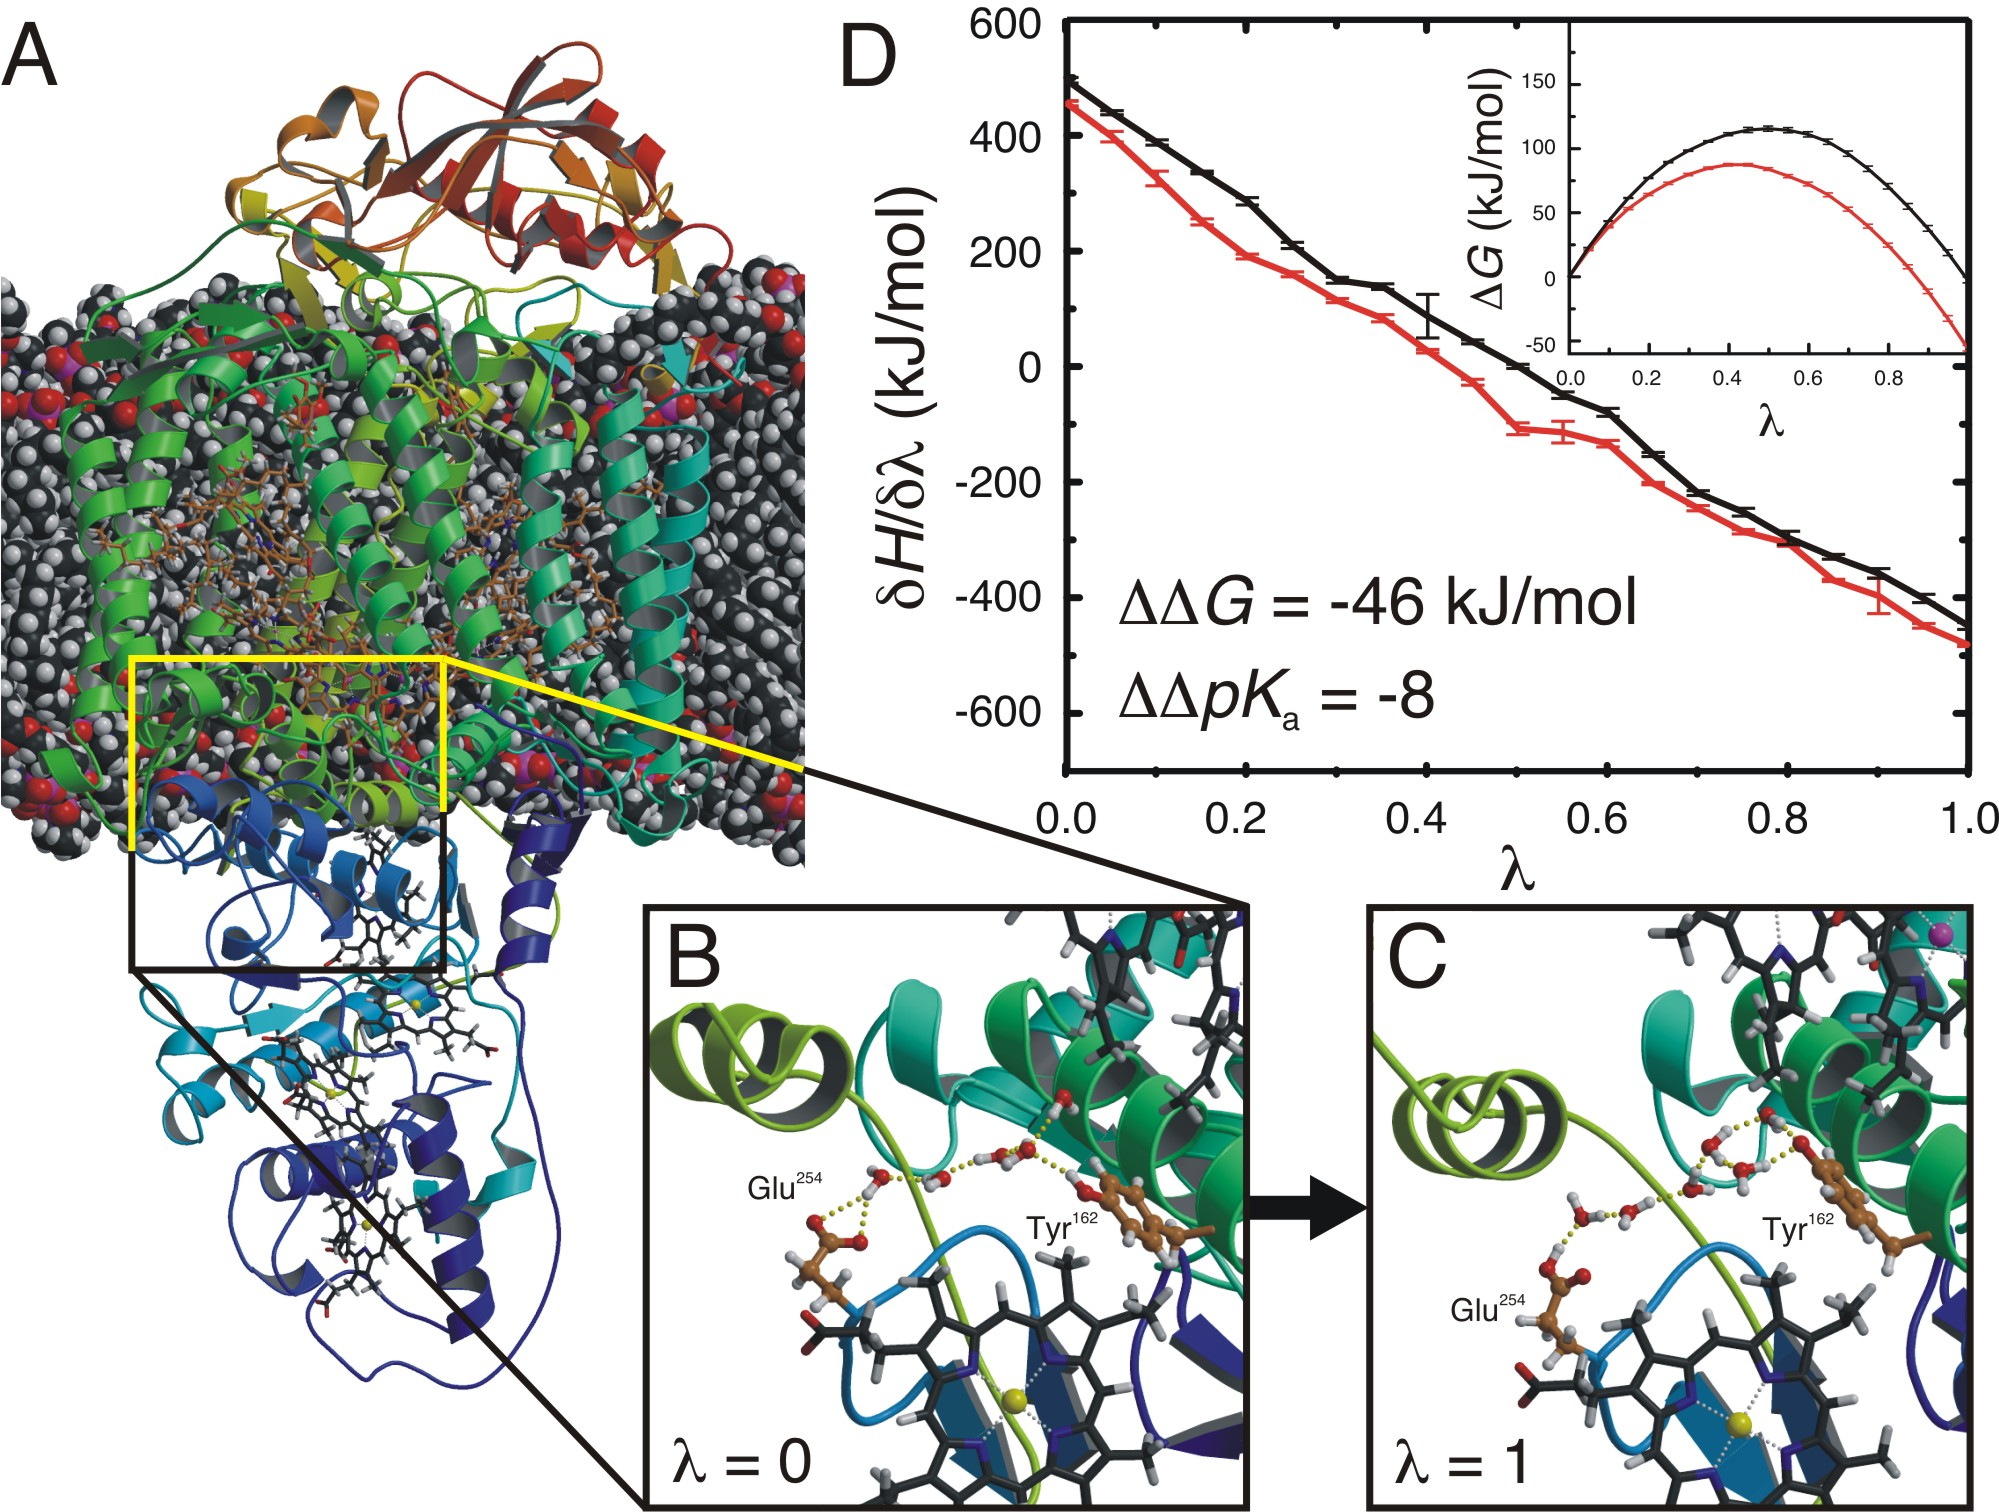 A
D
600
400
200
0
-200
-400
-600
δH/δλ (kJ/mol)
0.0 0.2 0.4 0.6 0.8 1.0
λ
ΔΔG = -46 kJ/mol
ΔΔpKa = -8
150
100
50
0
-50
ΔG (kJ/mol)
0.0 0.2 0.4 0.6 0.8
λ
B
Glu254
Tyr162
λ = 0
C
Tyr162
Glu254
λ = 1